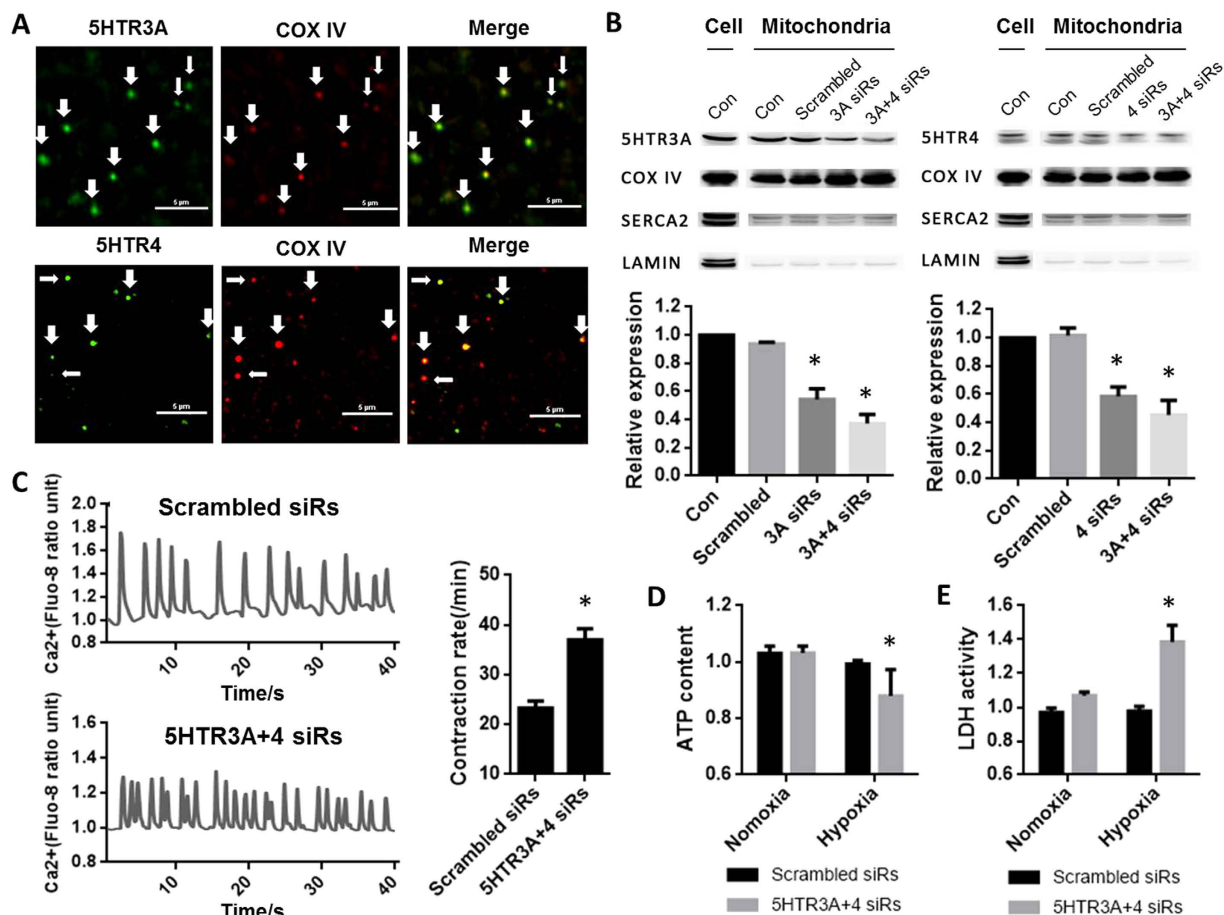 A
5HTR3A
COX IV
Merge
5 μm
5 μm
5 μm
5HTR4
COX IV
Merge
5 μm
5 μm
5 μm
B
Cell
Mitochondria
Con
Con
Scrambled
3A siRs
3A+4 siRs
5HTR3A
COX IV
SERCA2
LAMIN
Relative expression
1.2
1.0
0.8
0.6
0.4
0.2
0.0
*
*
Con
Scrambled
3A siRs
3A+4 siRs
Cell
Mitochondria
Con
Con
Scrambled
4 siRs
3A+4 siRs
5HTR4
COX IV
SERCA2
LAMIN
Relative expression
1.2
1.0
0.8
0.6
0.4
0.2
0.0
*
*
Con
Scrambled
4 siRs
3A+4 siRs
C
Scrambled siRs
Ca2+(Fluo-8 ratio unit)
2.0
1.8
1.6
1.4
1.2
1.0
0.8
10
20
30
40
Time/s
5HTR3A+4 siRs
Ca2+(Fluo-8 ratio unit)
1.6
1.4
1.2
1.0
0.8
10
20
30
40
Time/s
Contraction rate(/min)
50
40
30
20
10
*
Scrambled siRs
5HTR3A+4 siRs
D
ATP content
1.2
1.0
0.8
0.6
*
Nomoxia
Hypoxia
Scrambled siRs
5HTR3A+4 siRs
E
LDH activity
1.6
1.4
1.2
1.0
0.8
0.6
*
Nomoxia
Hypoxia
Scrambled siRs
5HTR3A+4 siRs